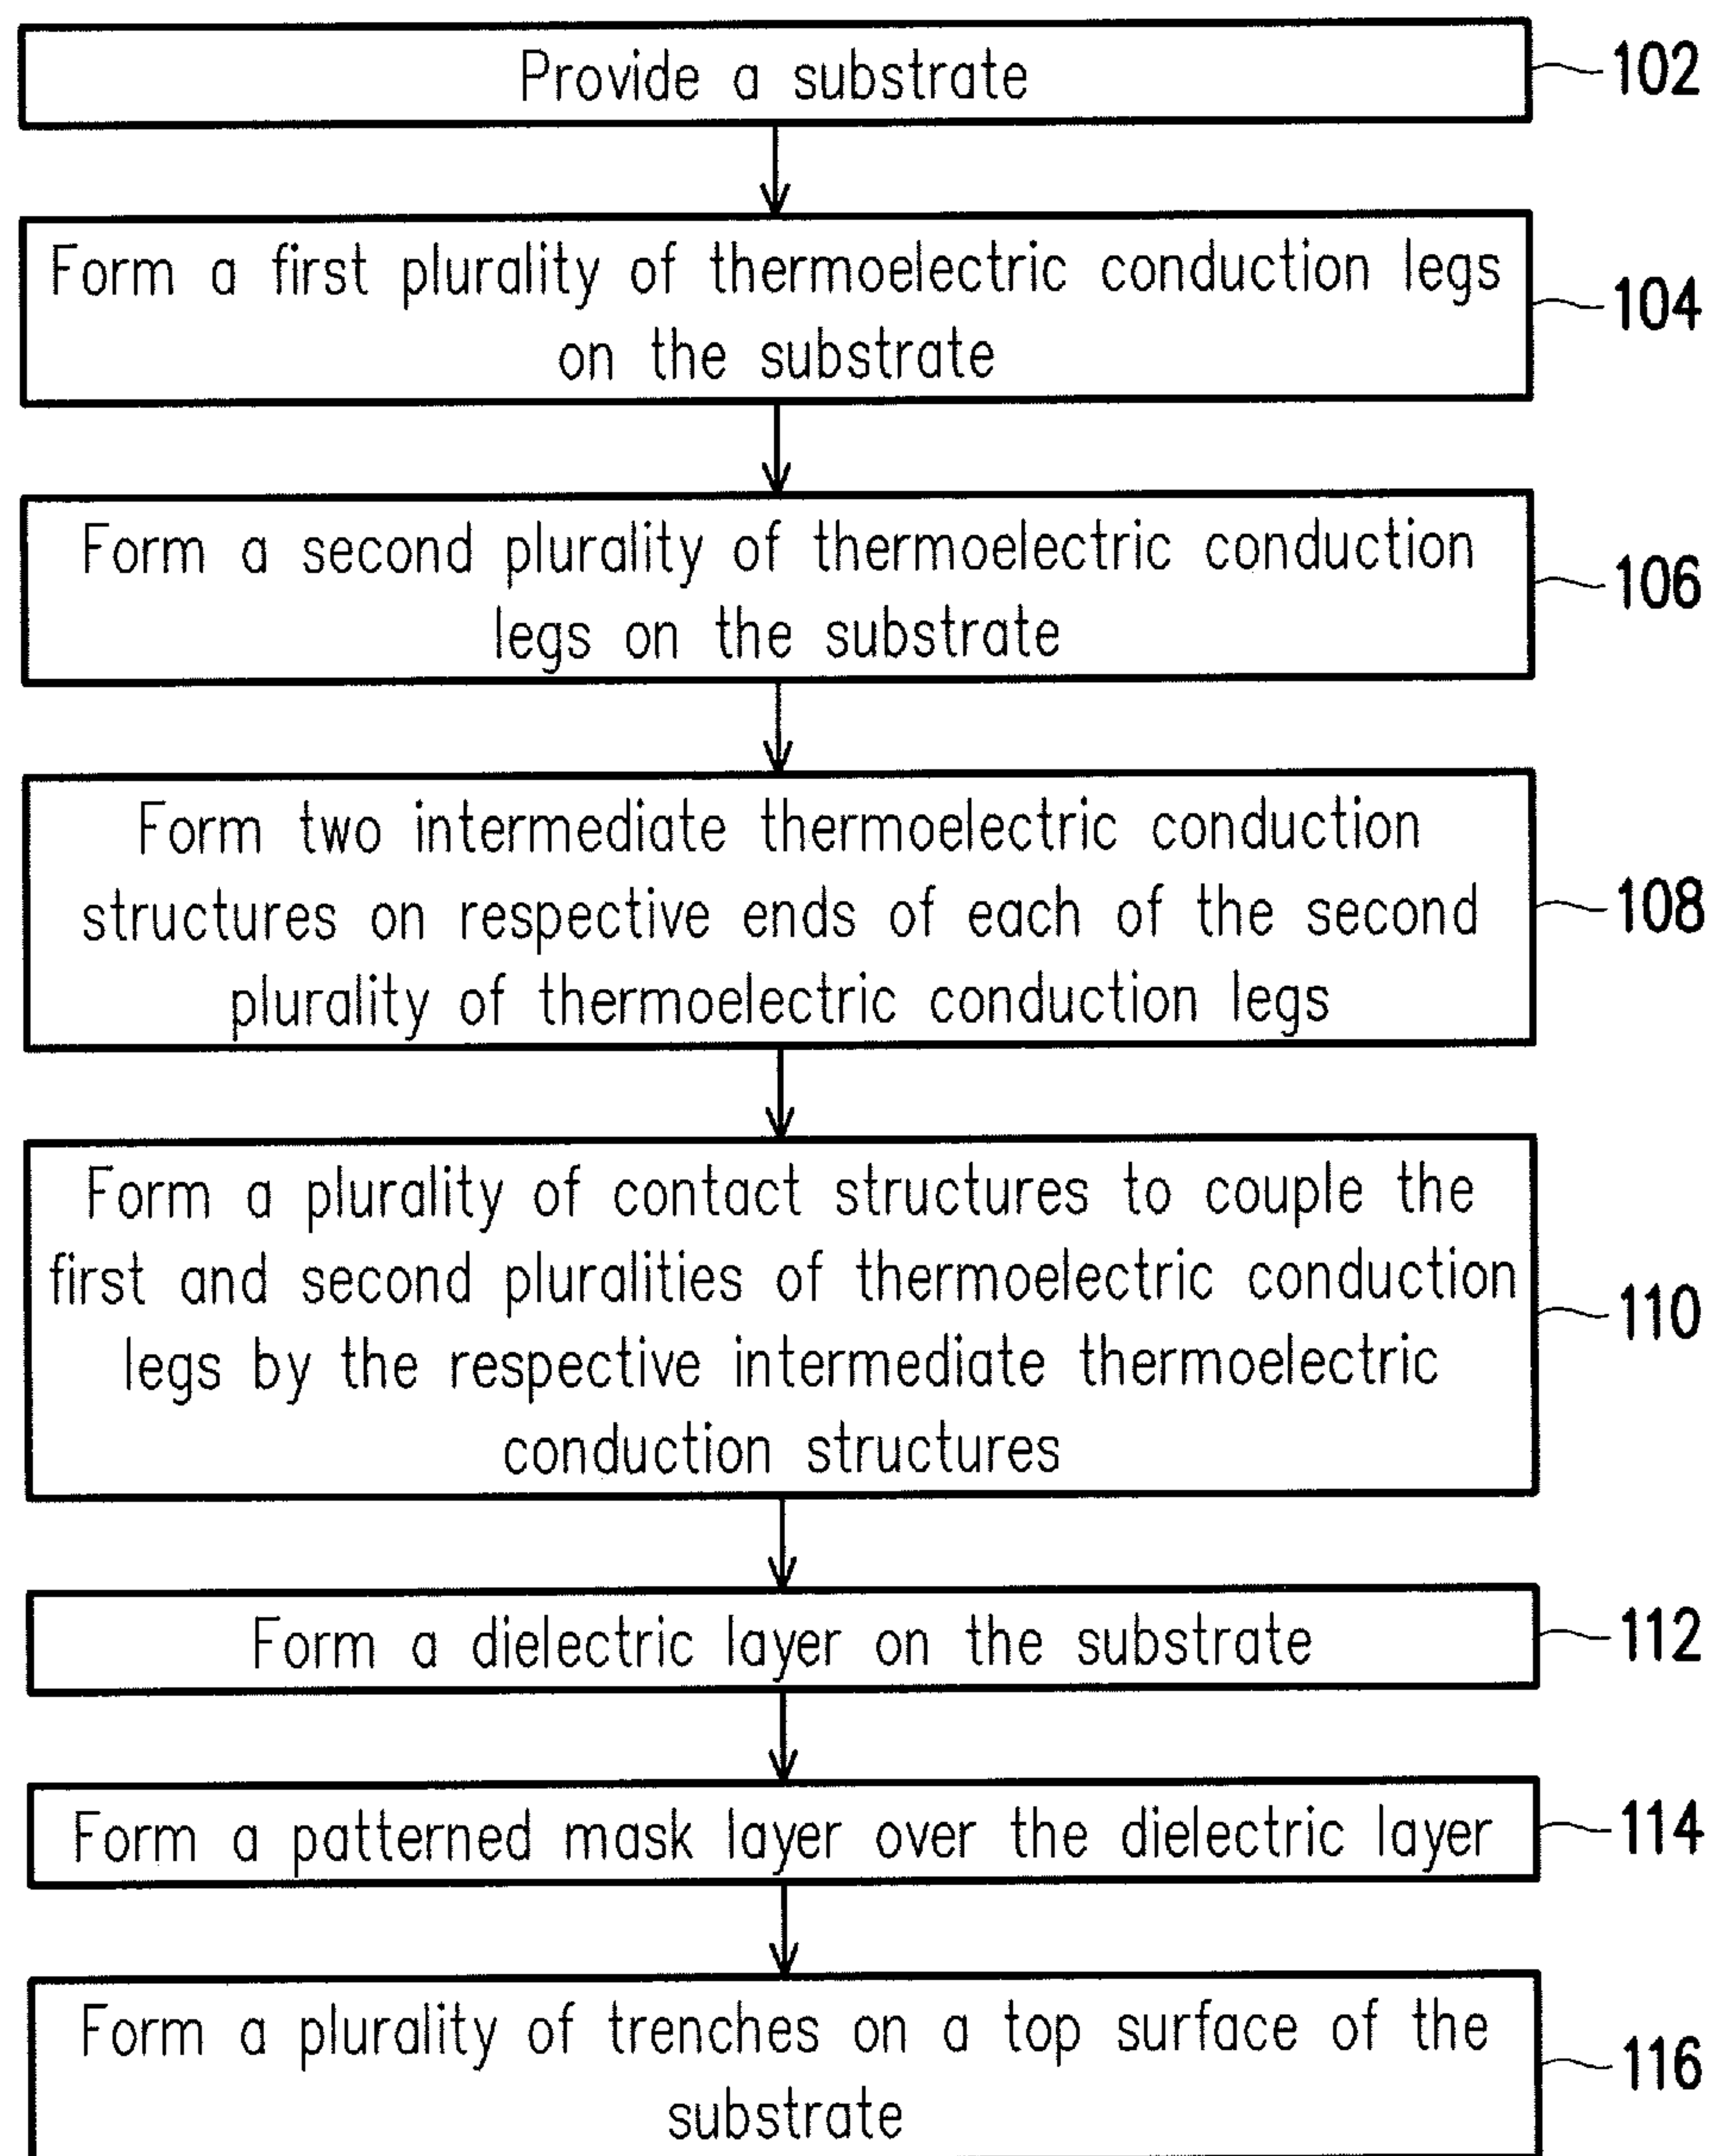 Provide a substrate
102
Form a first plurality of thermoelectric conduction legs
on the substrate
104
Form a second plurality of thermoelectric conduction
legs on the substrate
106
Form two intermediate thermoelectric conduction
structures on respective ends of each of the second
plurality of thermoelectric conduction legs
108
Form a plurality of contact structures to couple the
first and second pluralities of thermoelectric conduction
legs by the respective intermediate thermoelectric
conduction structures
110
Form a dielectric layer on the substrate
112
Form a patterned mask layer over the dielectric layer
114
Form a plurality of trenches on a top surface of the
substrate
116